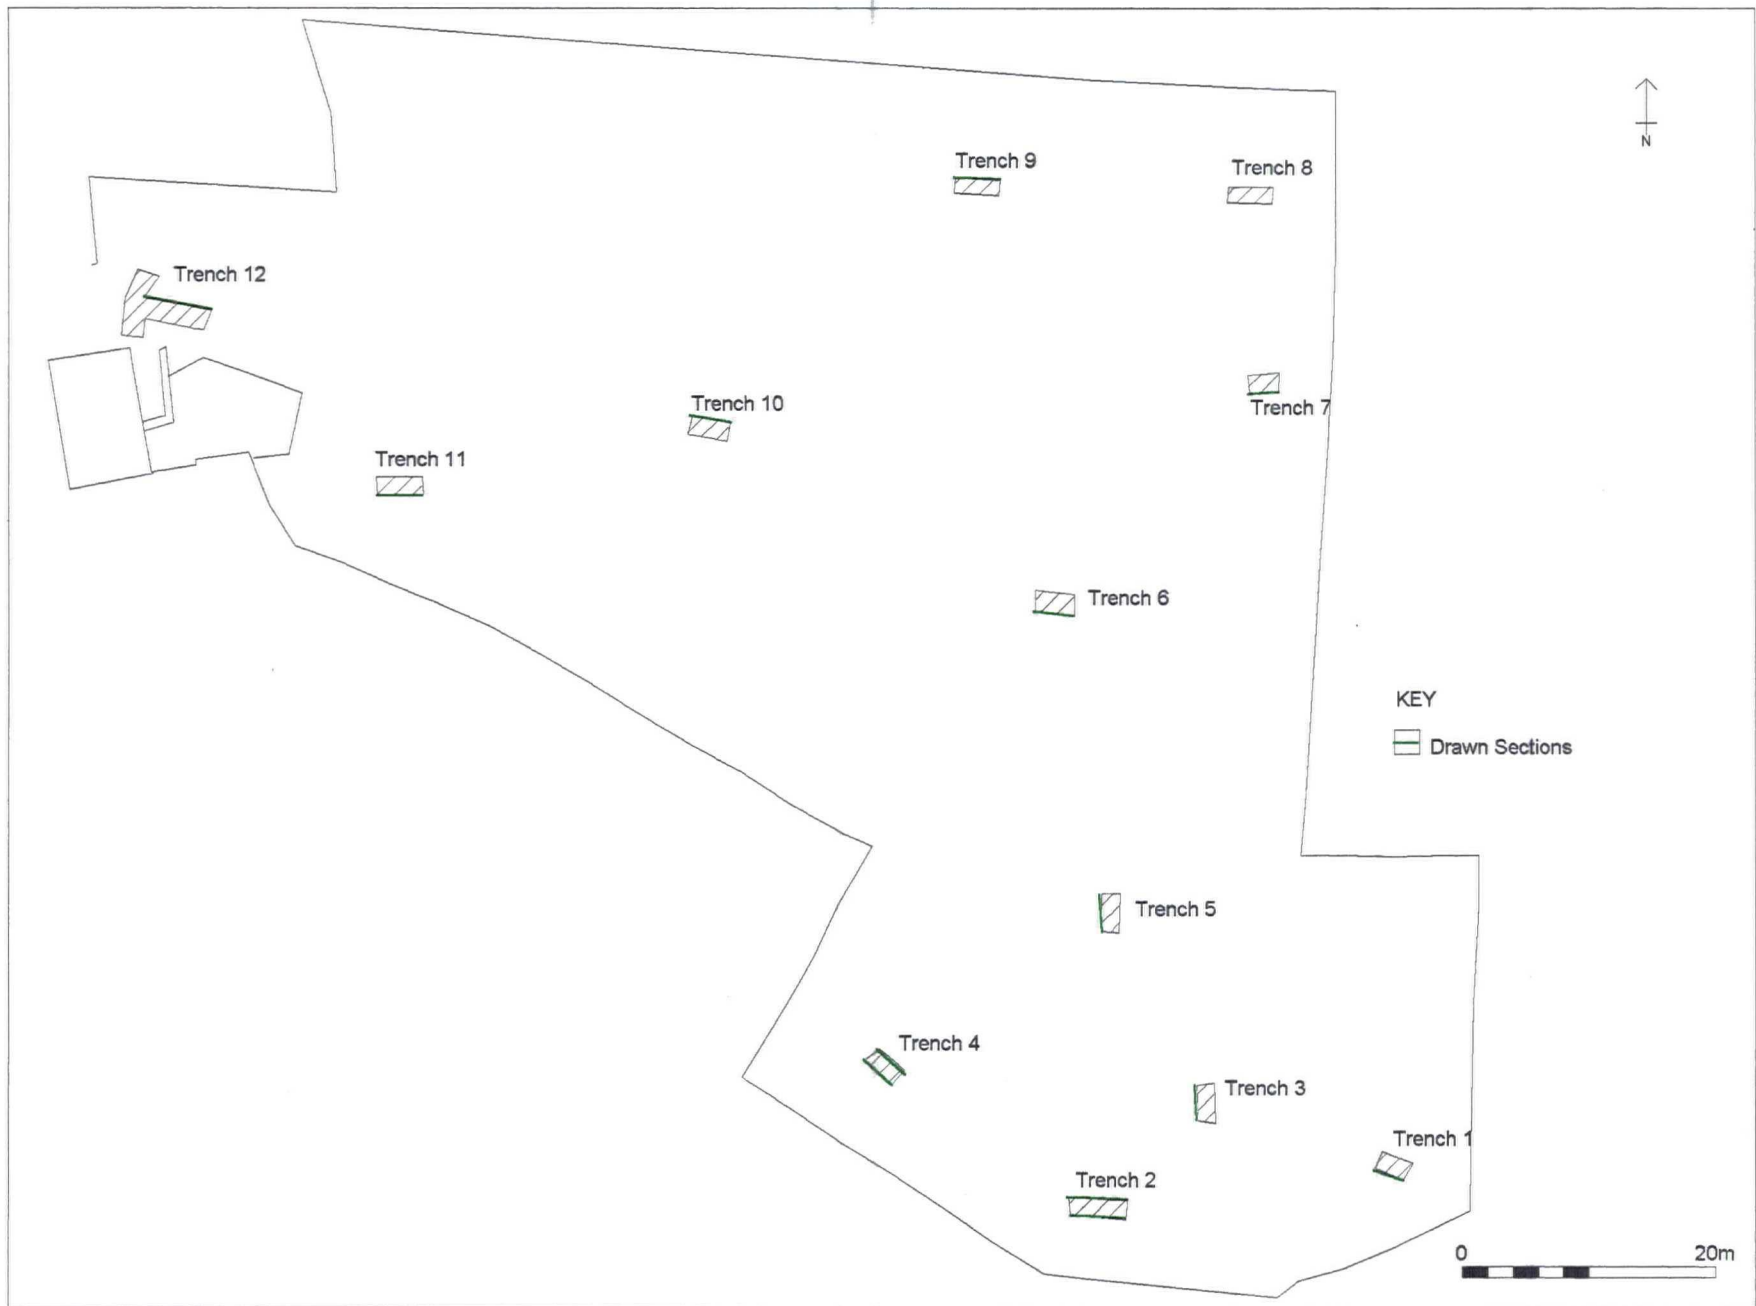 Trench 9
Trench 8
N
Trench 12
Trench 10
Trench 7
Trench 11
Trench 6
KEY
Drawn Sections
Trench 5
Trench 4
Trench 3
Trench 1
Trench 2
0 20m